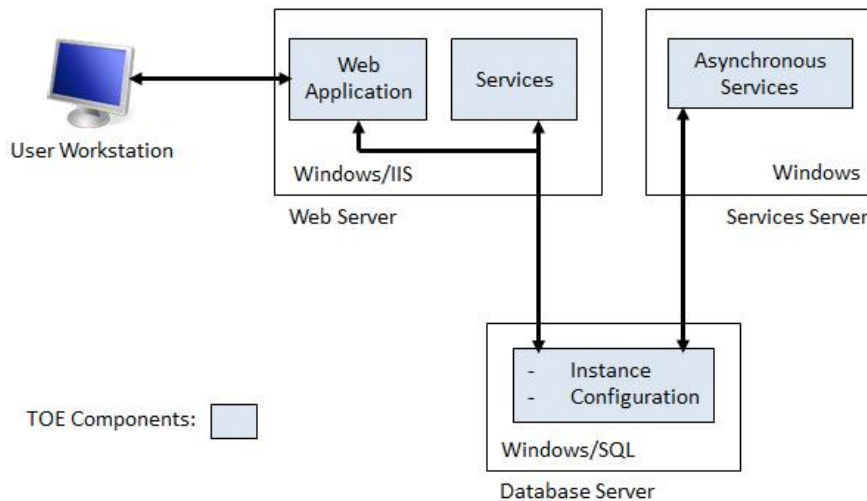 Web
Application
Services
Asynchronous
Services
User Workstation
Windows/IIS
Windows
Web Server
Services Server
- Instance
- Configuration
TOE Components:
Windows/SQL
Database Server